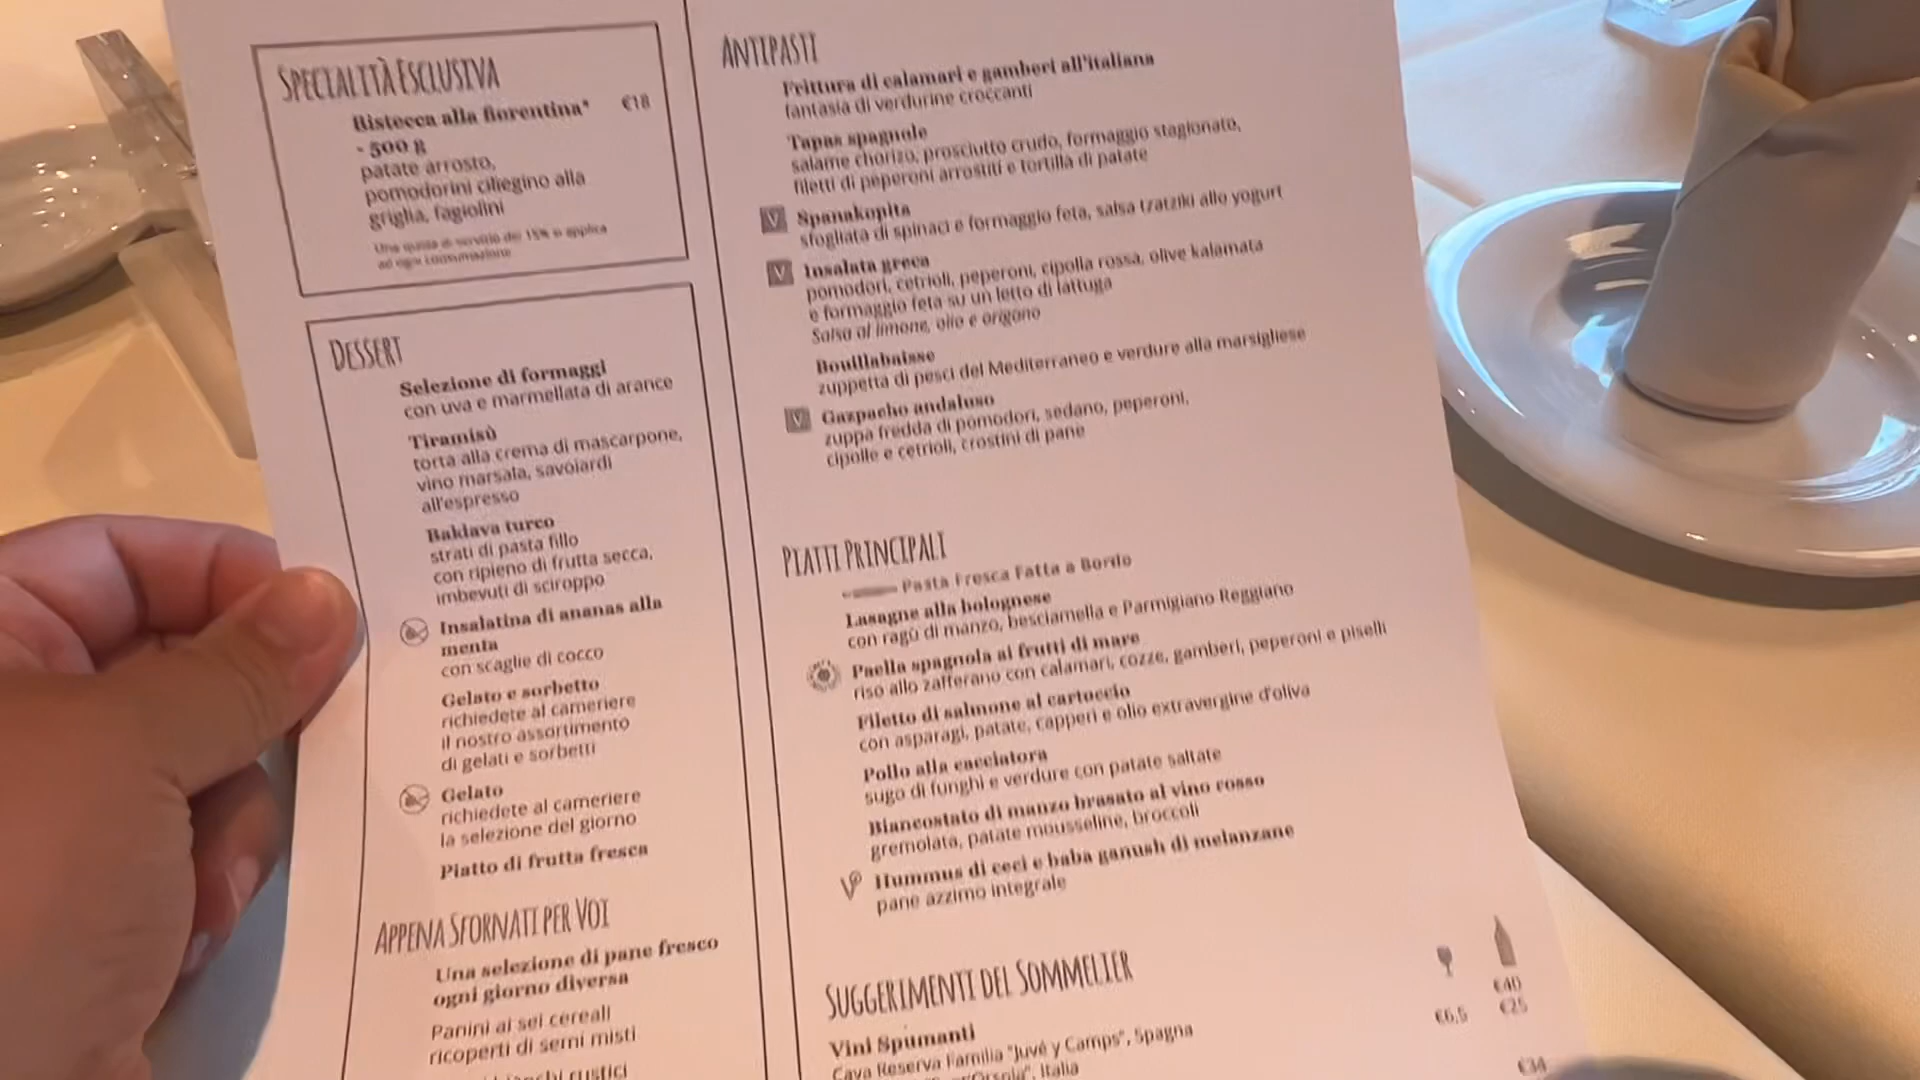 SPECIALITÀ ESCLUSIVA
Bistecca alla fiorentina* €18
- 500 g
patate arrosto,
pomodorini ciliegino alla
griglia, fagiolini
Una quota di servizio del 15% si applica
ad ogni consumazione
DESSERT
Selezione di formaggi
con uva e marmellata di arance
Tiramisù
torta alla crema di mascarpone,
vino marsala, savoiardi
all'espresso
Baklava turco
strati di pasta fillo
con ripieno di frutta secca,
imbevuti di sciroppo
Insalatina di ananas alla
menta
con scaglie di cocco
Gelato e sorbetto
richiedete al cameriere
il nostro assortimento
di gelati e sorbetti
Gelato
richiedete al cameriere
la selezione del giorno
Piatto di frutta fresca
APPENA SFORNATI PER VOI
Una selezione di pane fresco
ogni giorno diversa
Panini ai sei cereali
ricoperti di semi misti
rustici
ANTIPASTI
Frittura di calamari e gamberi all'italiana
fantasia di verdurine croccanti
Tapas spagnole
salame chorizo, prosciutto crudo, formaggio stagionato,
filetti di peperoni arrostiti e tortilla di patate
V Spanakopita
sfogliata di spinaci e formaggio feta, salsa tzatziki allo yogurt
V Insalata greca
pomodori, cetrioli, peperoni, cipolla rossa, olive kalamata
e formaggio feta su un letto di lattuga
Salsa al limone, olio e origano
Bouillabaisse
zuppetta di pesci del Mediterraneo e verdure alla marsigliese
V Gazpacho andaluso
zuppa fredda di pomodori, sedano, peperoni,
cipolle e cetrioli, crostini di pane
PIATTI PRINCIPALI
Pasta Fresca Fatta a Bordo
Lasagne alla bolognese
con ragù di manzo, besciamella e Parmigiano Reggiano
Paella spagnola ai frutti di mare
riso allo zafferano con calamari, cozze, gamberi, peperoni e piselli
Filetto di salmone al cartoccio
con asparagi, patate, capperi e olio extravergine d'oliva
Pollo alla cacciatora
sugo di funghi e verdure con patate saltate
Biancostato di manzo brasato al vino rosso
gremolata, patate mousseline, broccoli
Hummus di ceci e baba ganush di melanzane
pane azzimo integrale
SUGGERIMENTI DEL SOMMELIER
Vini Spumanti €40
Cava Reserva Familia "Juvé y Camps", Spagna €6,5 €25
Italia €34